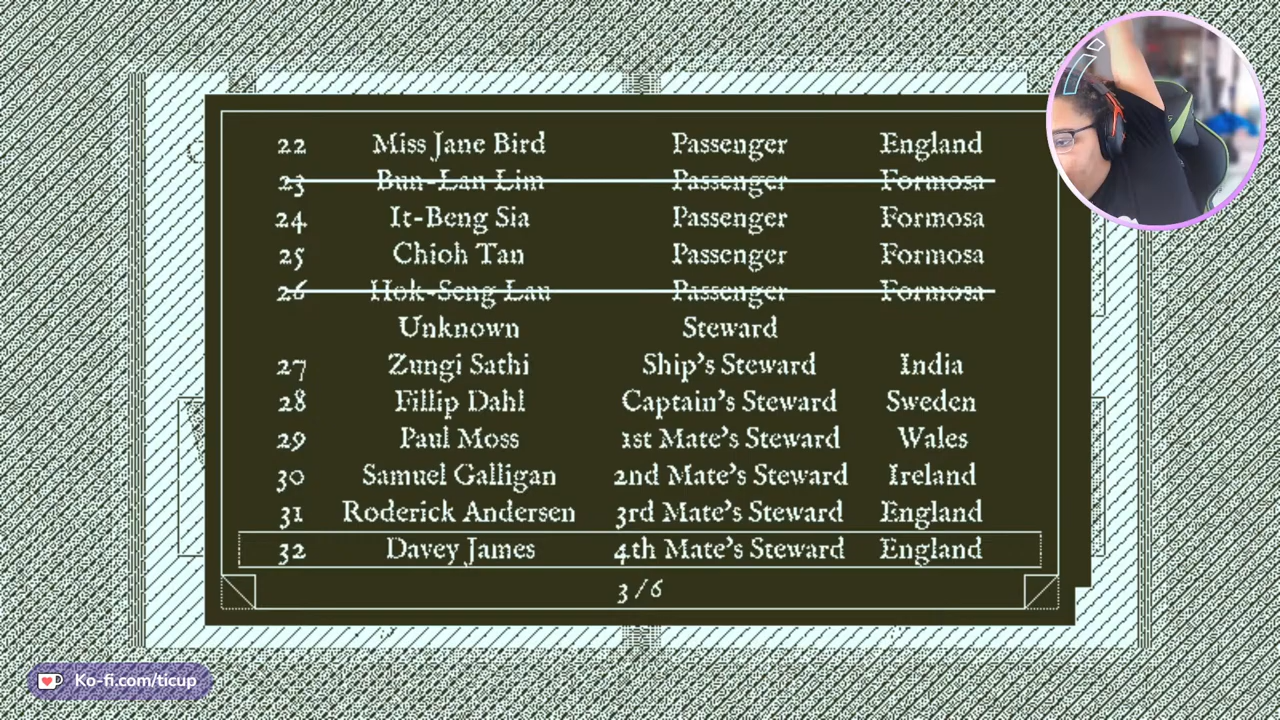 22 Miss Jane Bird Passenger England
23 Bun-Lan Lim Passenger Formosa
24 It-Beng Sia Passenger Formosa
25 Chioh Tan Passenger Formosa
26 Hok-Seng Lau Passenger Formosa
Unknown Steward
27 Zungi Sathi Ship's Steward India
28 Fillip Dahl Captain's Steward Sweden
29 Paul Moss 1st Mate's Steward Wales
30 Samuel Galligan 2nd Mate's Steward Ireland
31 Roderick Andersen 3rd Mate's Steward England
32 Davey James 4th Mate's Steward England
3/6
Ko-fi.com/ticup